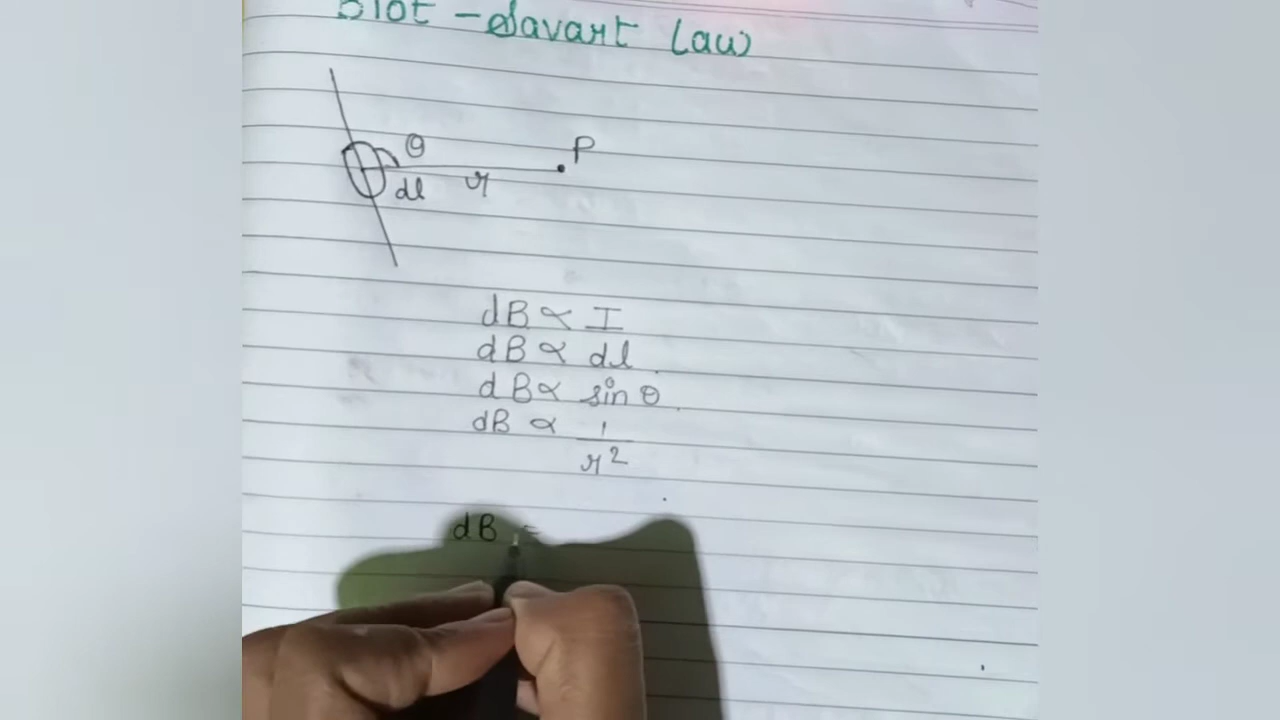 Biot - Savart Law
θ
P
dl r
dB ∝ I
dB ∝ dl
dB ∝ sin θ
dB ∝ 1/r²
dB =